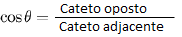 cos θ = Cateto oposto
Cateto adjacente